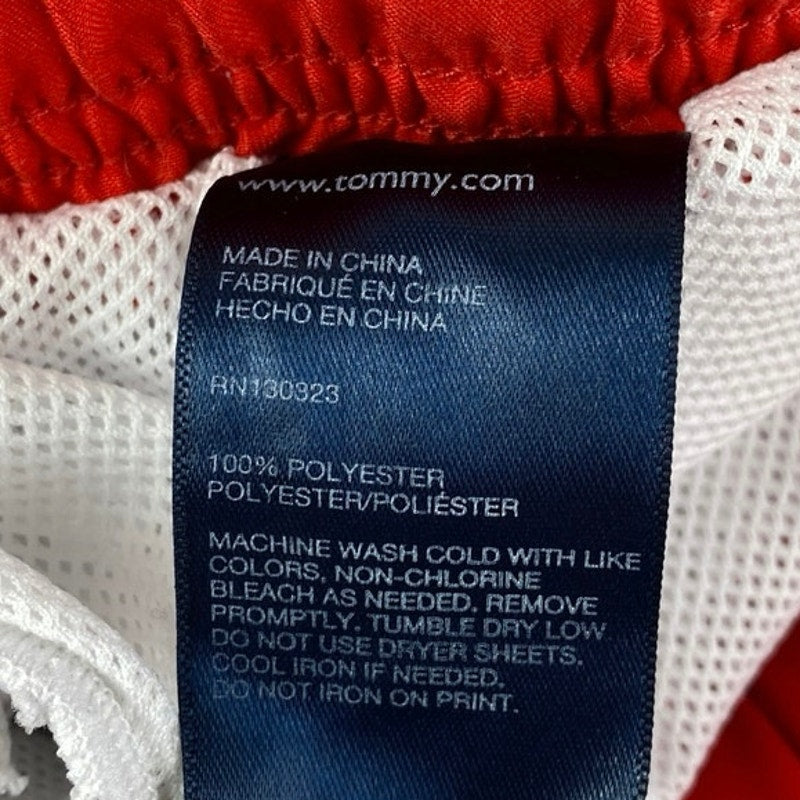 www.tommy.com
MADE IN CHINA
FABRIQUÉ EN CHINE
HECHO EN CHINA
RN130323
100% POLYESTER
POLYESTER/POLIÉSTER
MACHINE WASH COLD WITH LIKE
COLORS. NON-CHLORINE
BLEACH AS NEEDED. REMOVE
PROMPTLY. TUMBLE DRY LOW.
DO NOT USE DRYER SHEETS.
COOL IRON IF NEEDED.
DO NOT IRON ON PRINT.